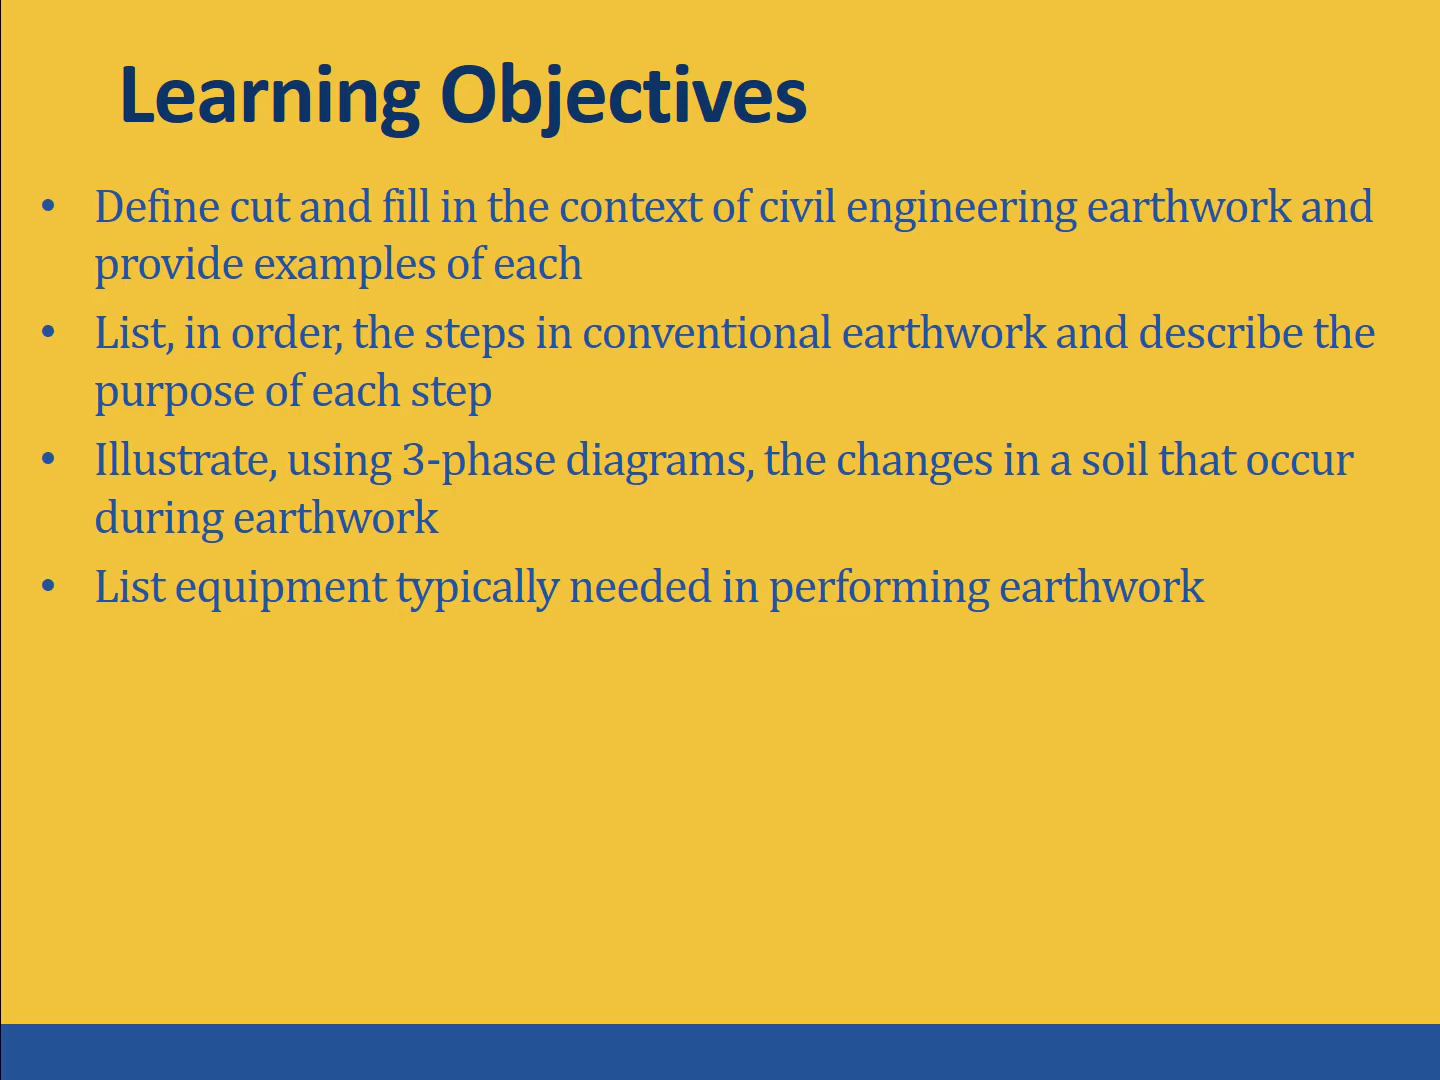 Learning Objectives
• Define cut and fill in the context of civil engineering earthwork and
provide examples of each
• List, in order, the steps in conventional earthwork and describe the
purpose of each step
• Illustrate, using 3-phase diagrams, the changes in a soil that occur
during earthwork
• List equipment typically needed in performing earthwork